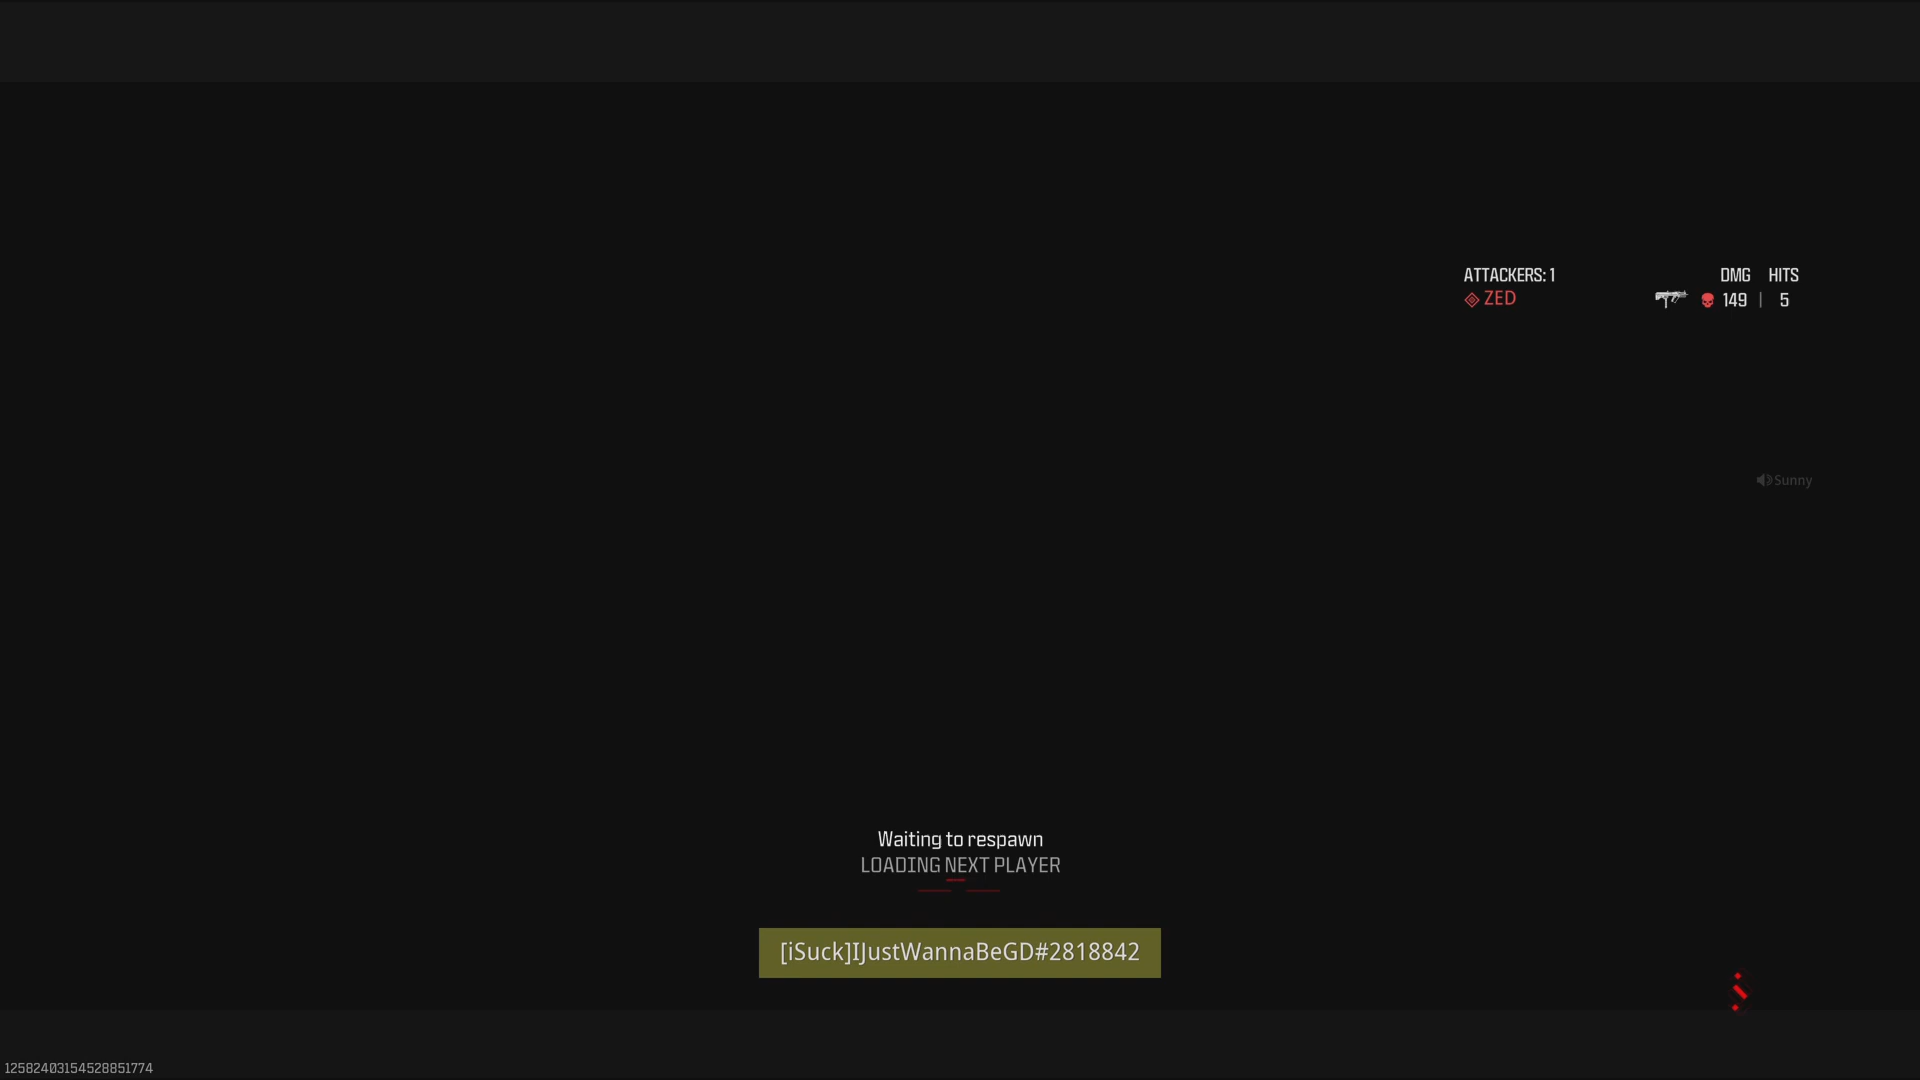 ATTACKERS: 1 DMG HITS
ZED 149 | 5
Sunny
Waiting to respawn
LOADING NEXT PLAYER
[iSuck]IJustWannaBeGD#2818842
12582403154528851774